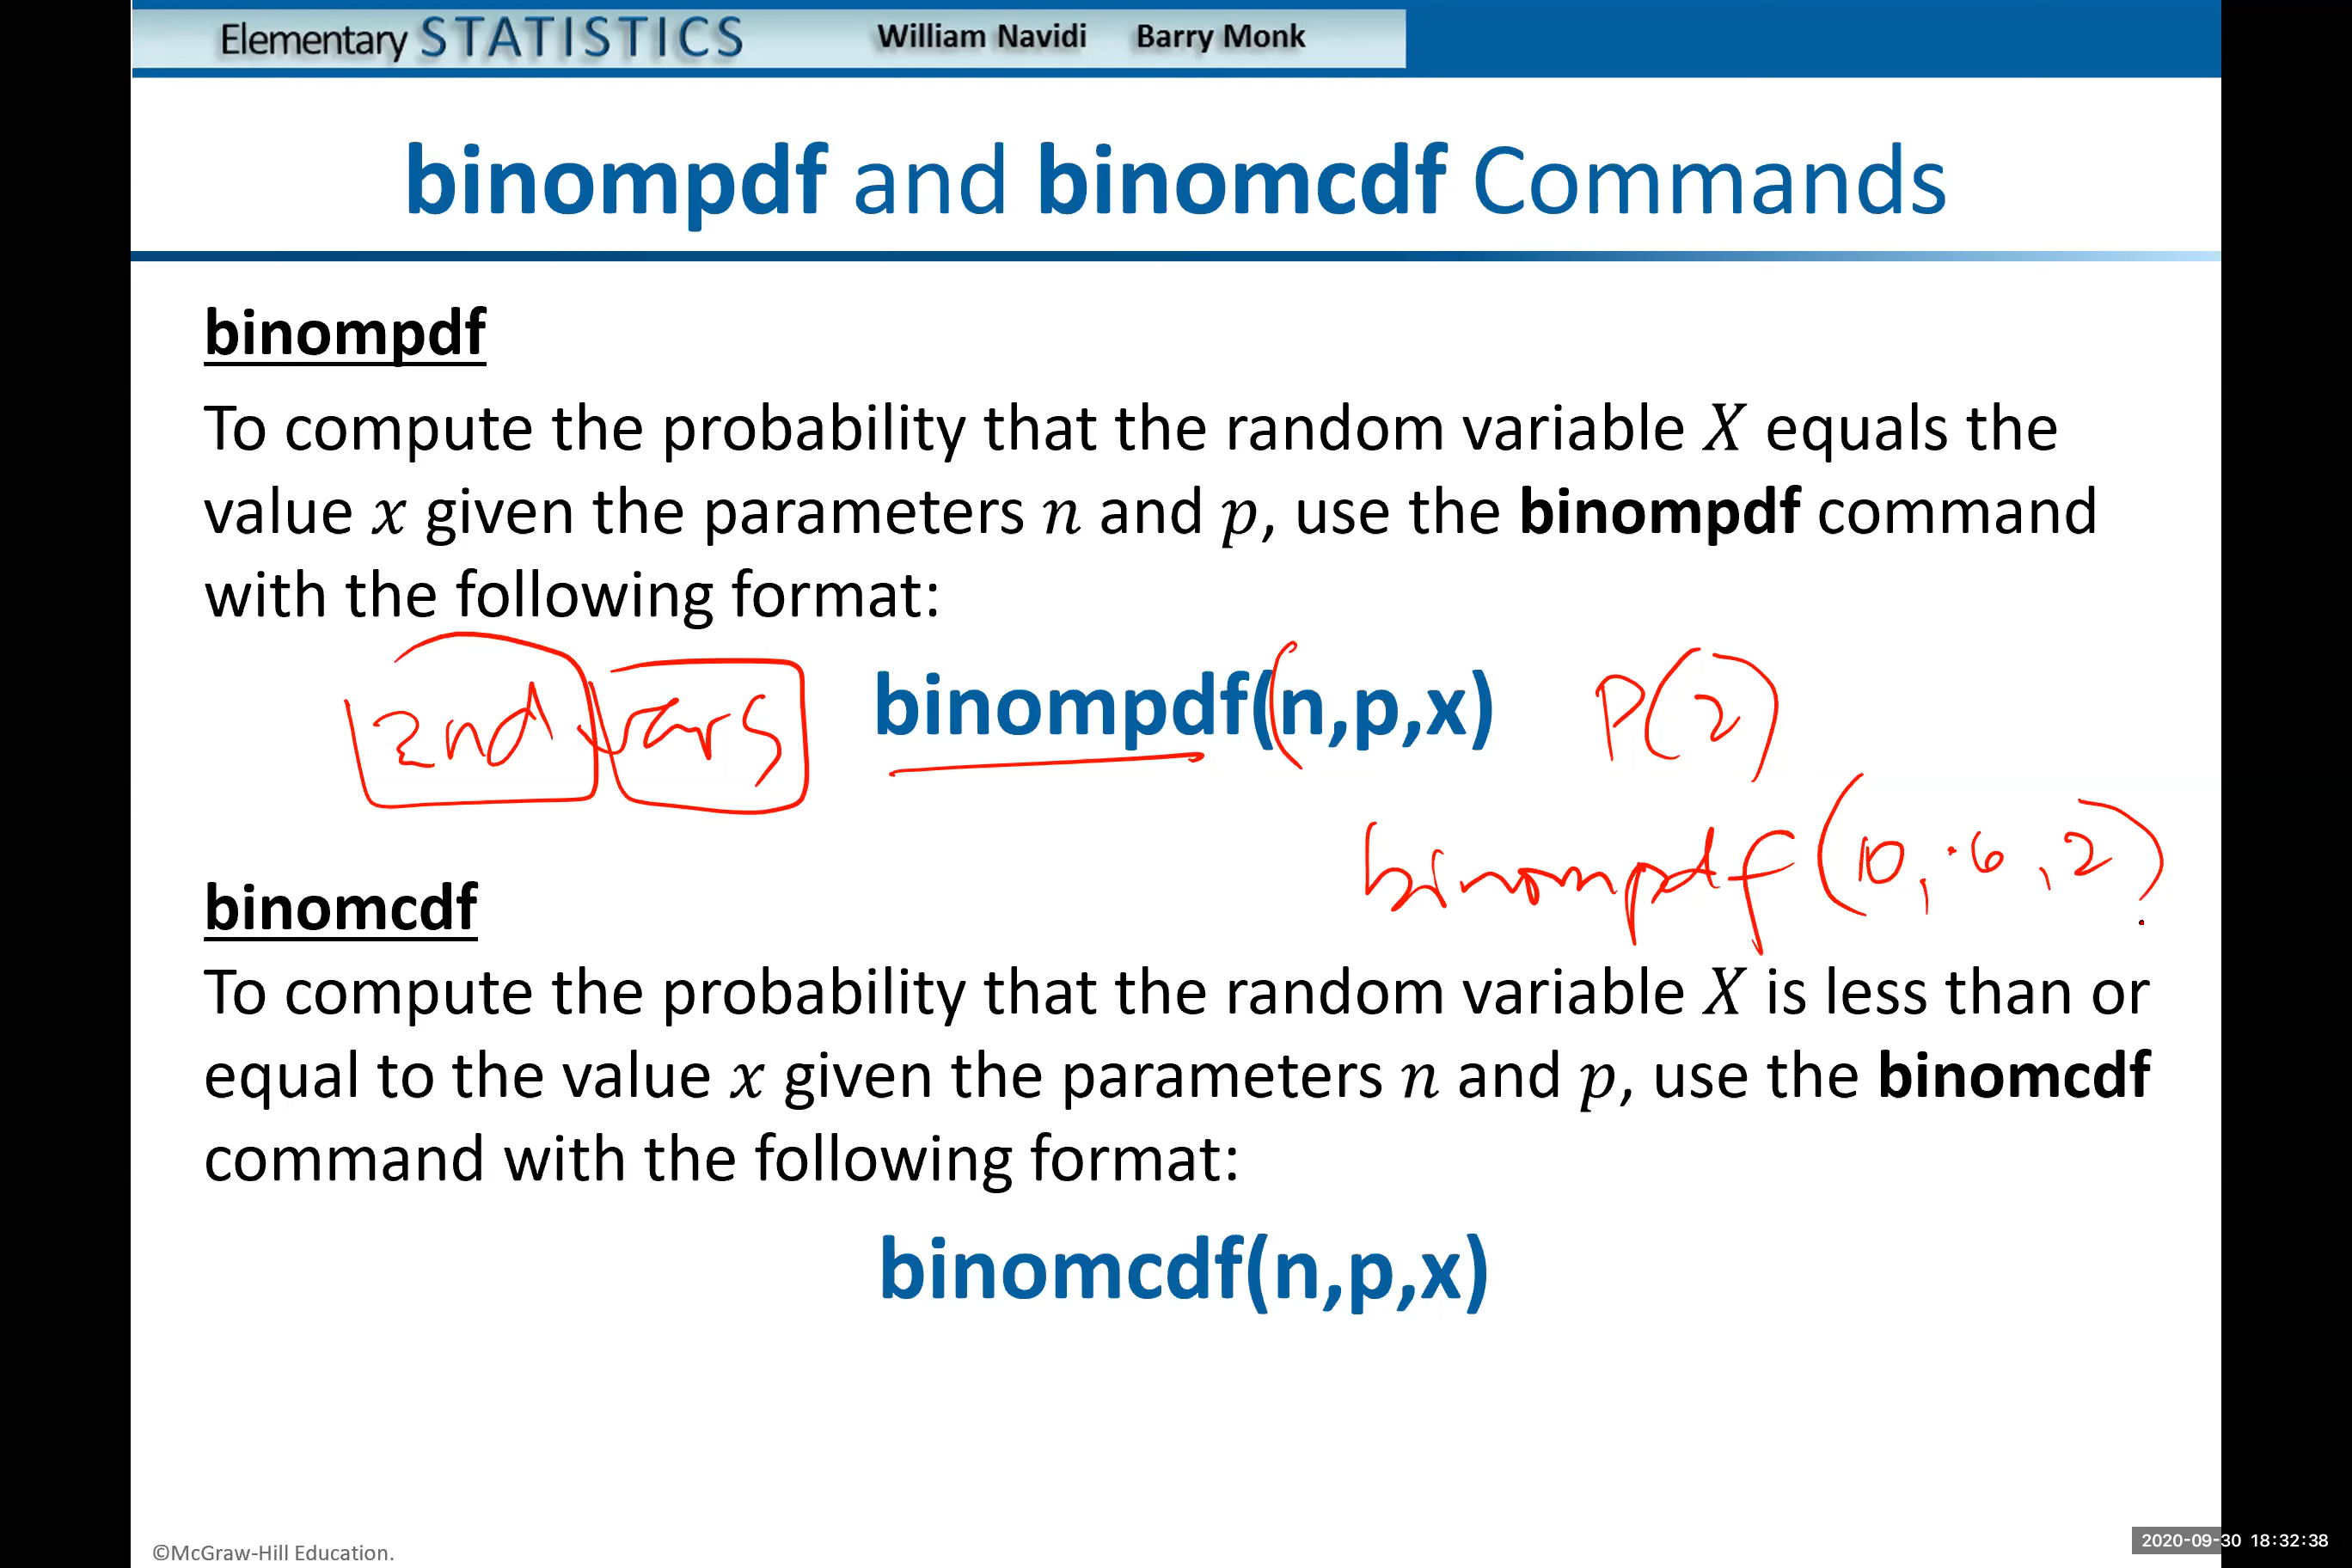 Elementary STATISTICS William Navidi Barry Monk
binompdf and binomcdf Commands
binompdf
To compute the probability that the random variable X equals the
value x given the parameters n and p, use the binompdf command
with the following format:
2nd Vars binompdf(n,p,x) P(2)
binompdf(10, .6, 2)
binomcdf
To compute the probability that the random variable X is less than or
equal to the value x given the parameters n and p, use the binomcdf
command with the following format:
binomcdf(n,p,x)
©McGraw-Hill Education.
2020-09-30 18:32:38